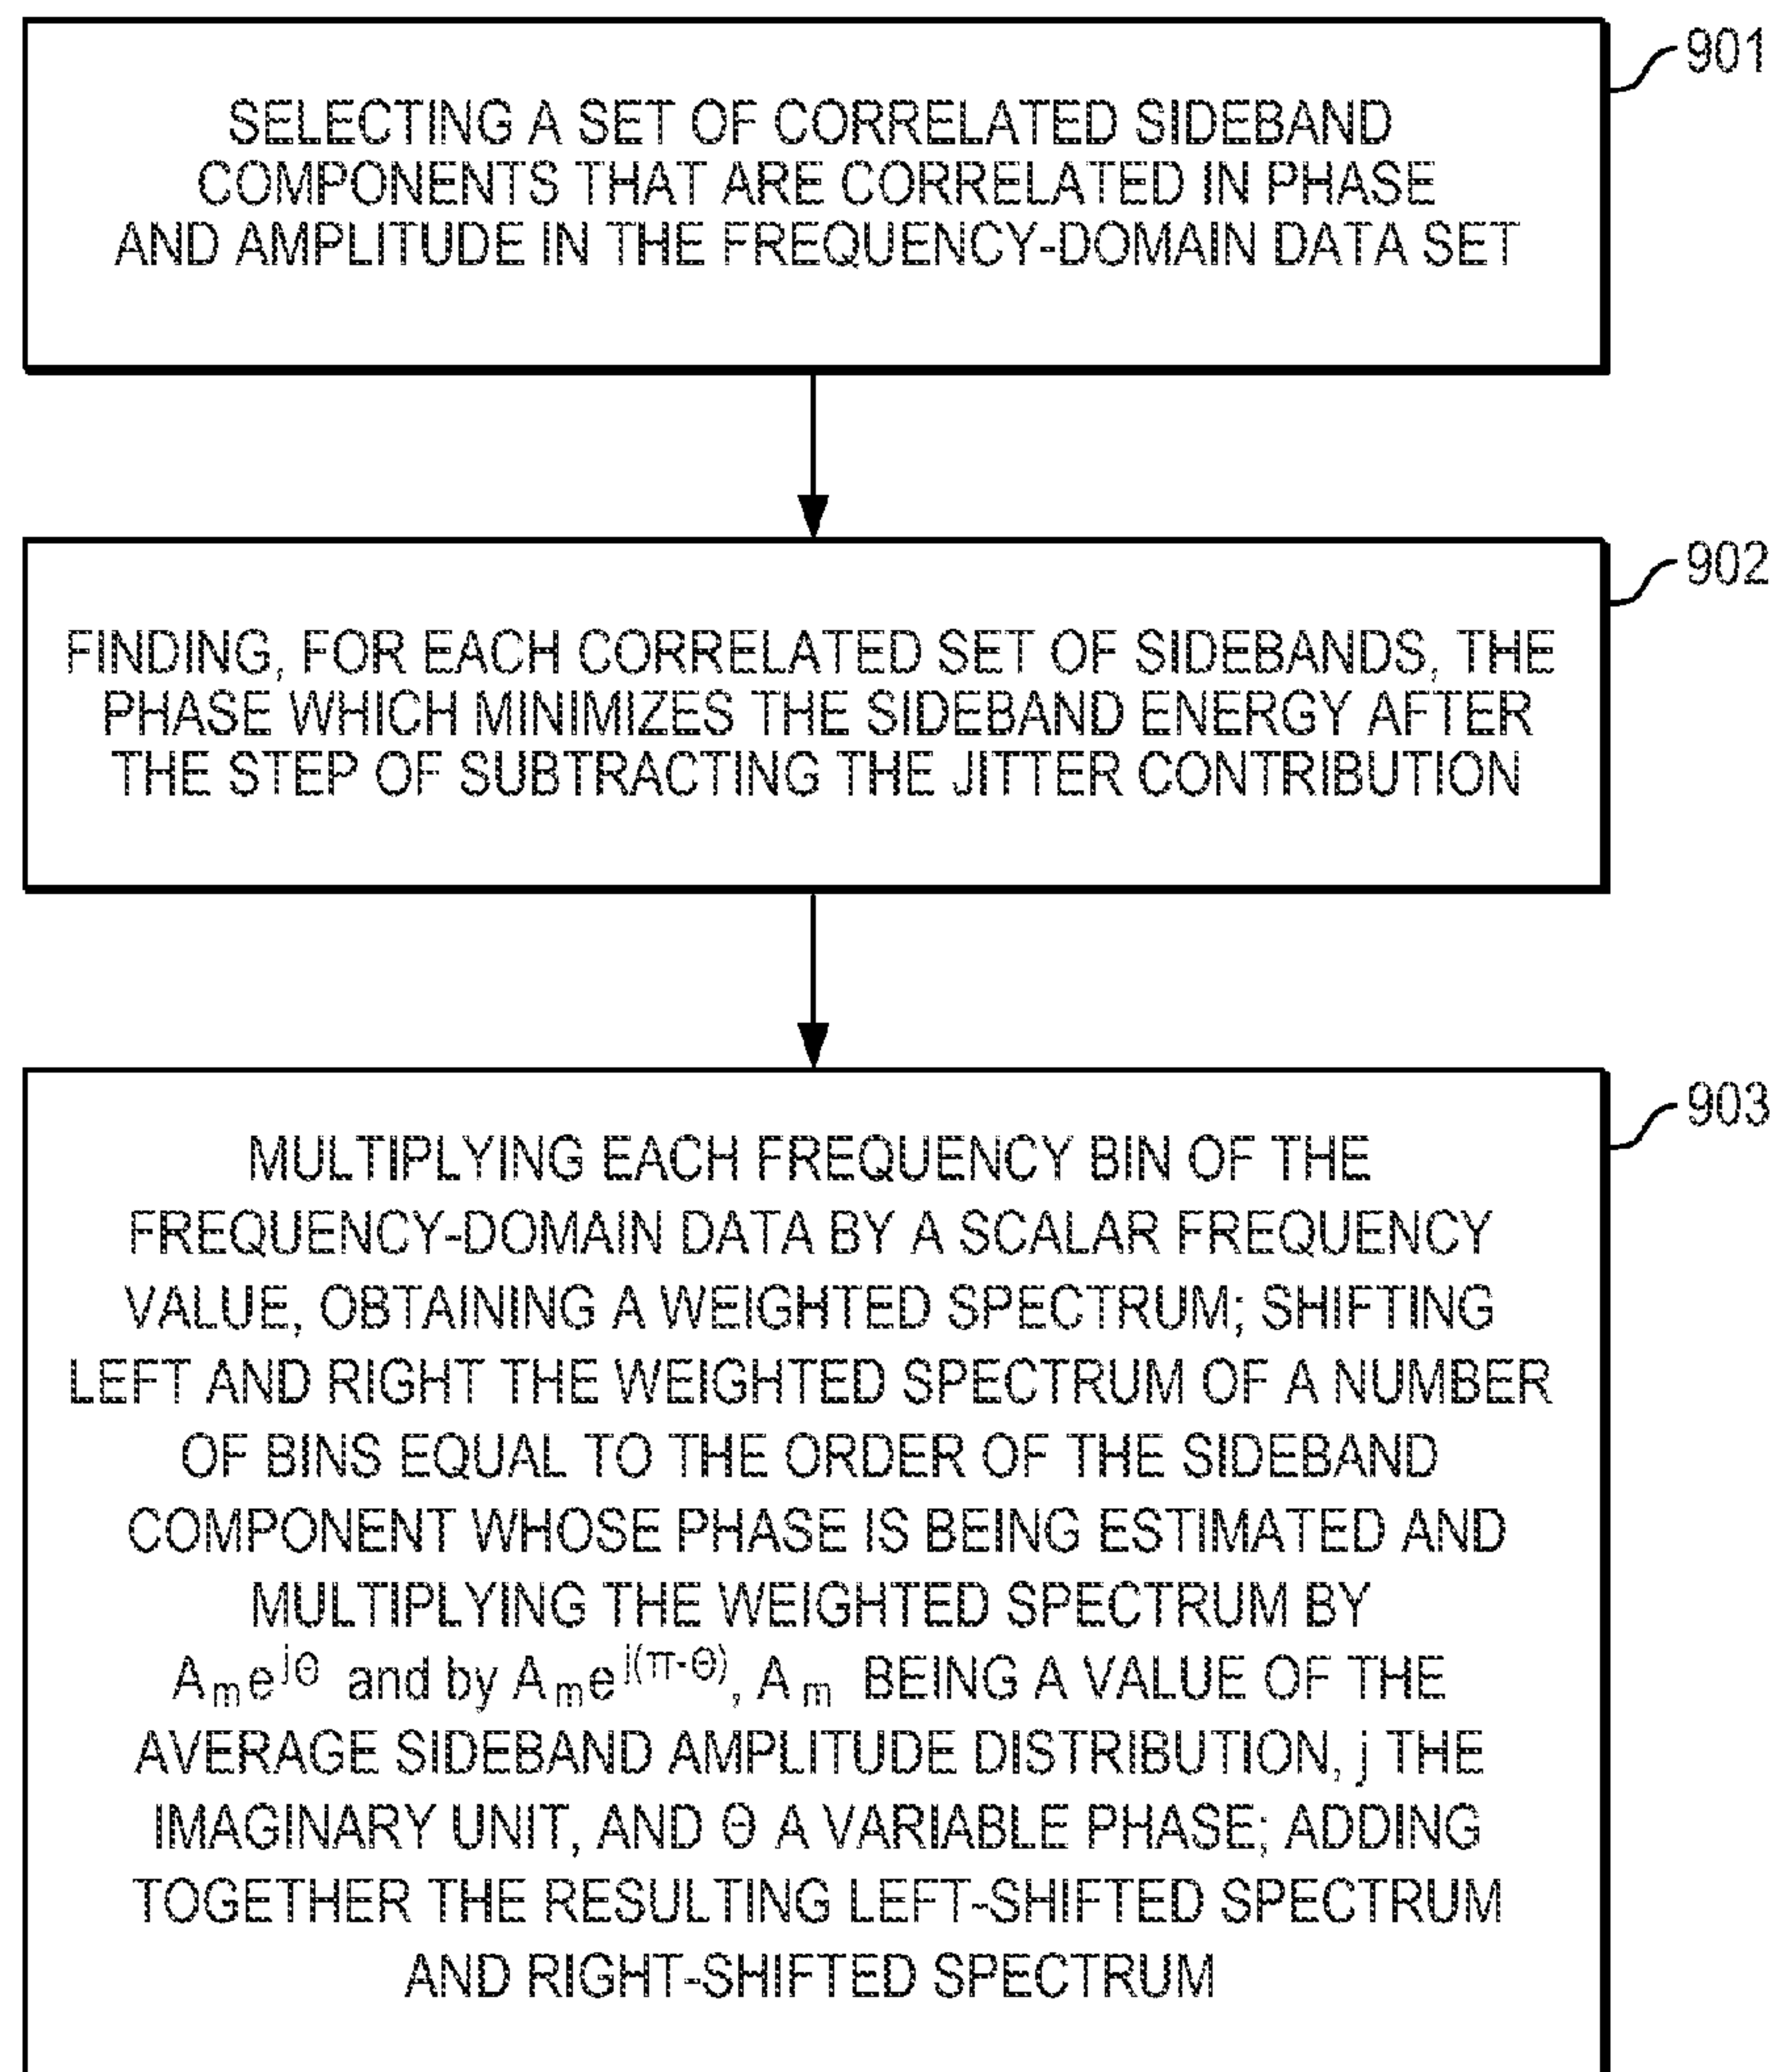 901
SELECTING A SET OF CORRELATED SIDEBAND
COMPONENTS THAT ARE CORRELATED IN PHASE
AND AMPLITUDE IN THE FREQUENCY-DOMAIN DATA SET
902
FINDING, FOR EACH CORRELATED SET OF SIDEBANDS, THE
PHASE WHICH MINIMIZES THE SIDEBAND ENERGY AFTER
THE STEP OF SUBTRACTING THE JITTER CONTRIBUTION
903
MULTIPLYING EACH FREQUENCY BIN OF THE
FREQUENCY-DOMAIN DATA BY A SCALAR FREQUENCY
VALUE, OBTAINING A WEIGHTED SPECTRUM; SHIFTING
LEFT AND RIGHT THE WEIGHTED SPECTRUM OF A NUMBER
OF BINS EQUAL TO THE ORDER OF THE SIDEBAND
COMPONENT WHOSE PHASE IS BEING ESTIMATED AND
MULTIPLYING THE WEIGHTED SPECTRUM BY
A_m e^{jΘ} and by A_m e^{j(π-Θ)}, A_m BEING A VALUE OF THE
AVERAGE SIDEBAND AMPLITUDE DISTRIBUTION, j THE
IMAGINARY UNIT, AND Θ A VARIABLE PHASE; ADDING
TOGETHER THE RESULTING LEFT-SHIFTED SPECTRUM
AND RIGHT-SHIFTED SPECTRUM